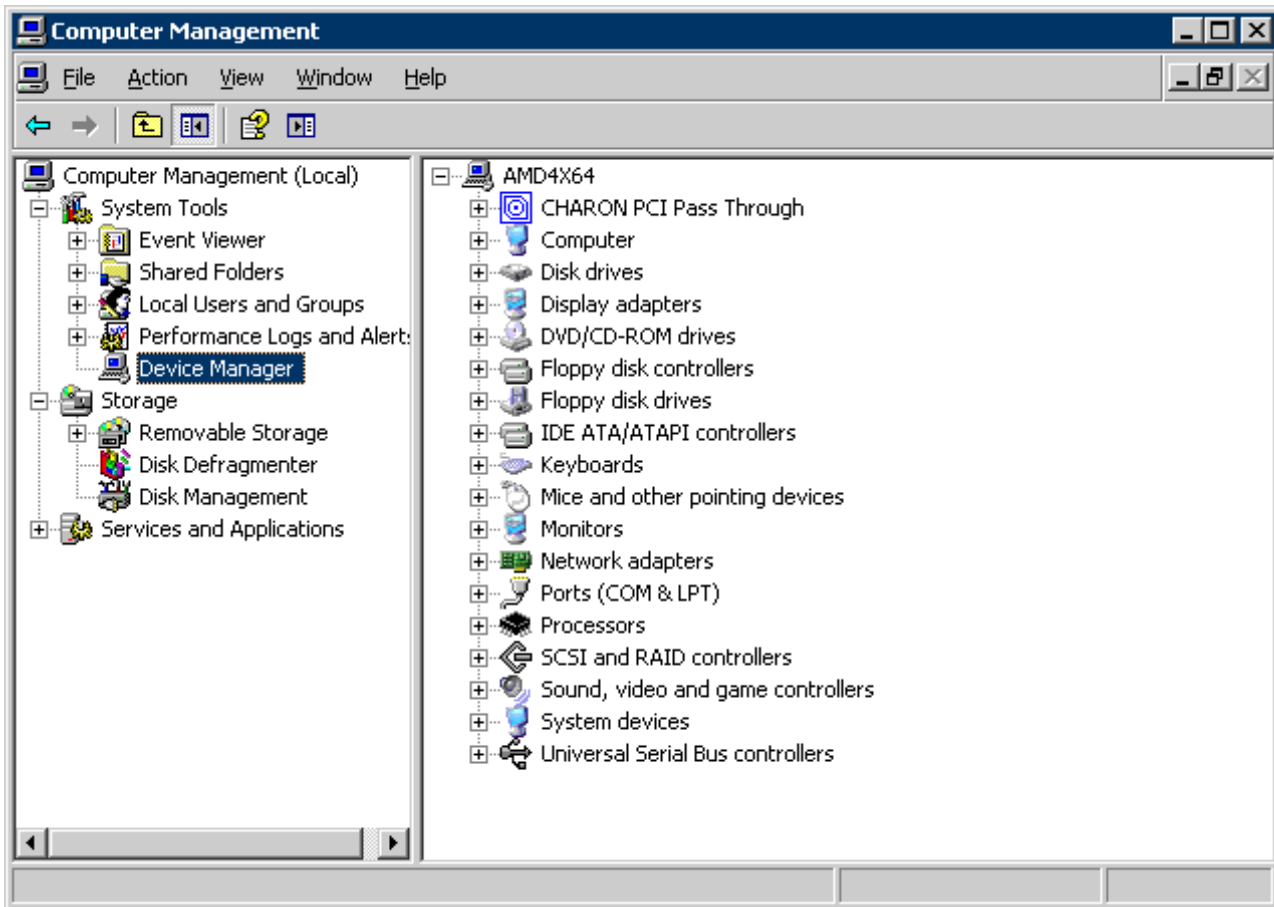 Computer Management
File Action View Window Help
Computer Management (Local)
System Tools
Event Viewer
Shared Folders
Local Users and Groups
Performance Logs and Alert
Device Manager
Storage
Removable Storage
Disk Defragmenter
Disk Management
Services and Applications
AMD4X64
CHARON PCI Pass Through
Computer
Disk drives
Display adapters
DVD/CD-ROM drives
Floppy disk controllers
Floppy disk drives
IDE ATA/ATAPI controllers
Keyboards
Mice and other pointing devices
Monitors
Network adapters
Ports (COM & LPT)
Processors
SCSI and RAID controllers
Sound, video and game controllers
System devices
Universal Serial Bus controllers